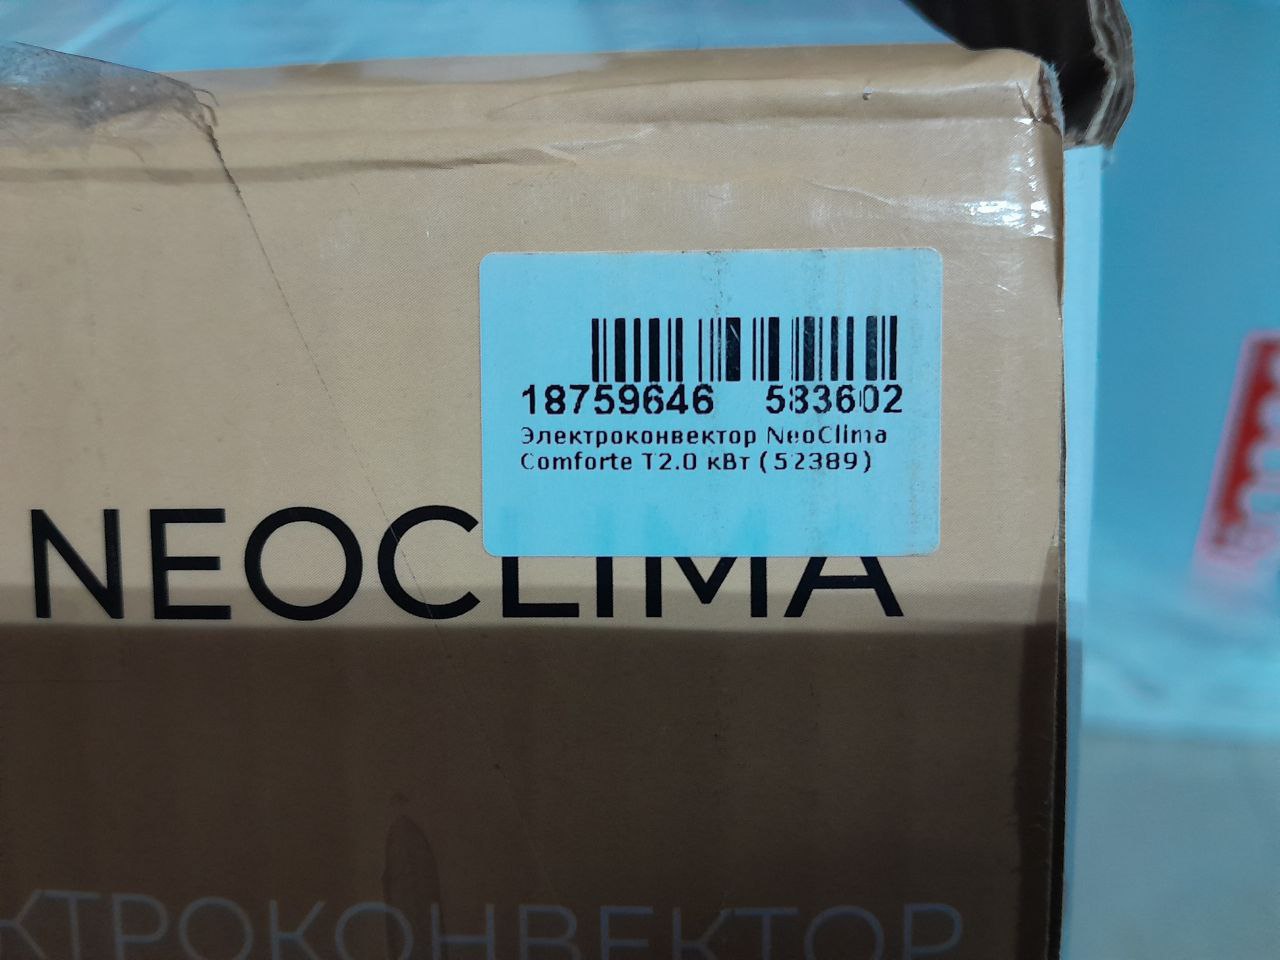 18759646 583602
Электроконвектор NeoClima
Comforte T2.0 кВт (52389)
NEOCLIMA
КТРОКОНВЕКТОР